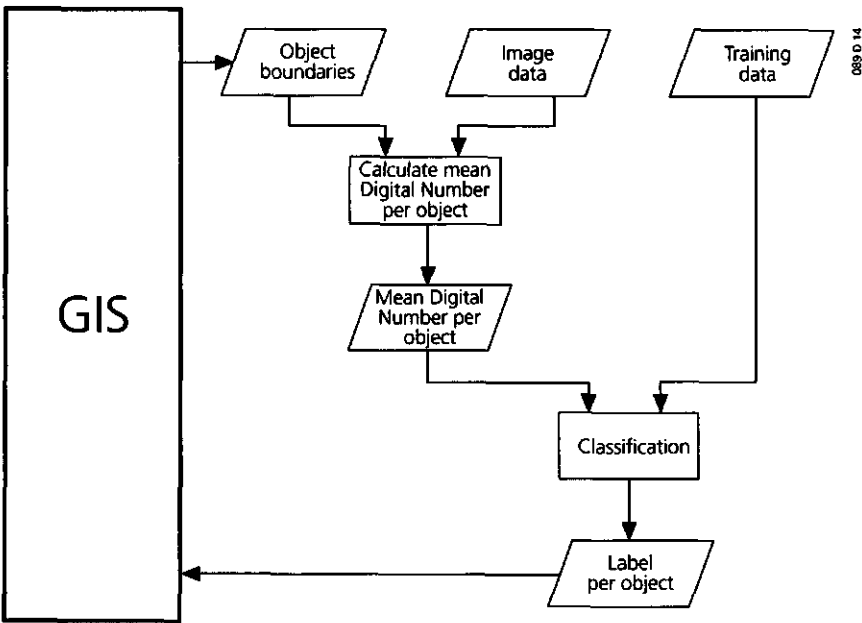 Object
boundaries
Image
data
Training
data
089 D 14
Calculate mean
Digital Number
per object
GIS
Mean Digital
Number per
object
Classification
Label
per object